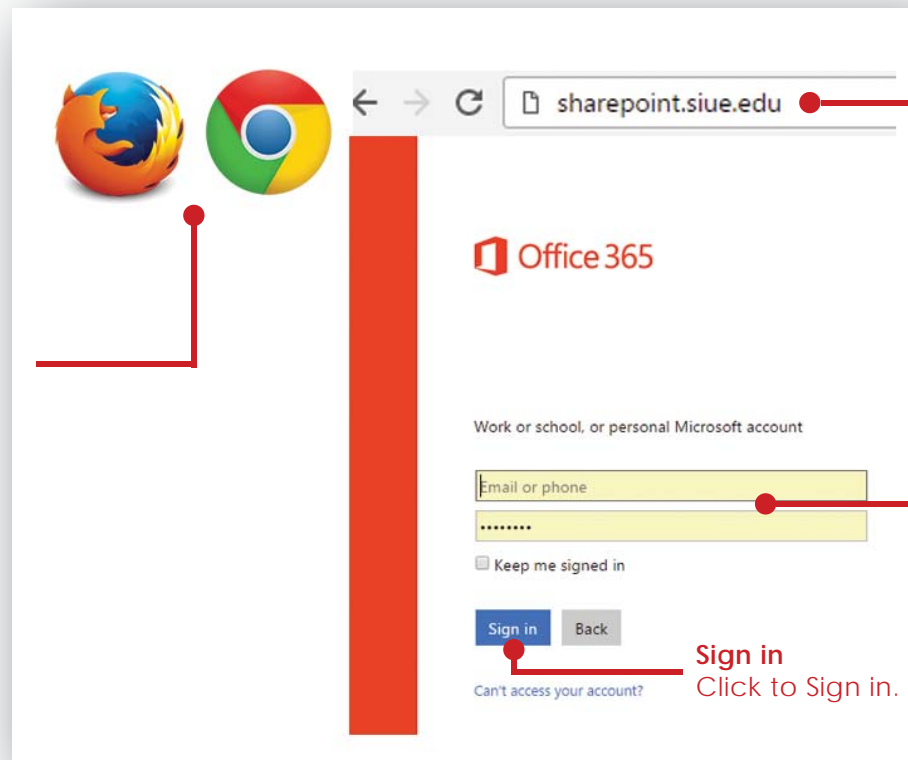 sharepoint.siue.edu
Office 365
Work or school, or personal Microsoft account
Email or phone
••••••••
Keep me signed in
Sign in
Back
Sign in
Click to Sign in.
Can't access your account?